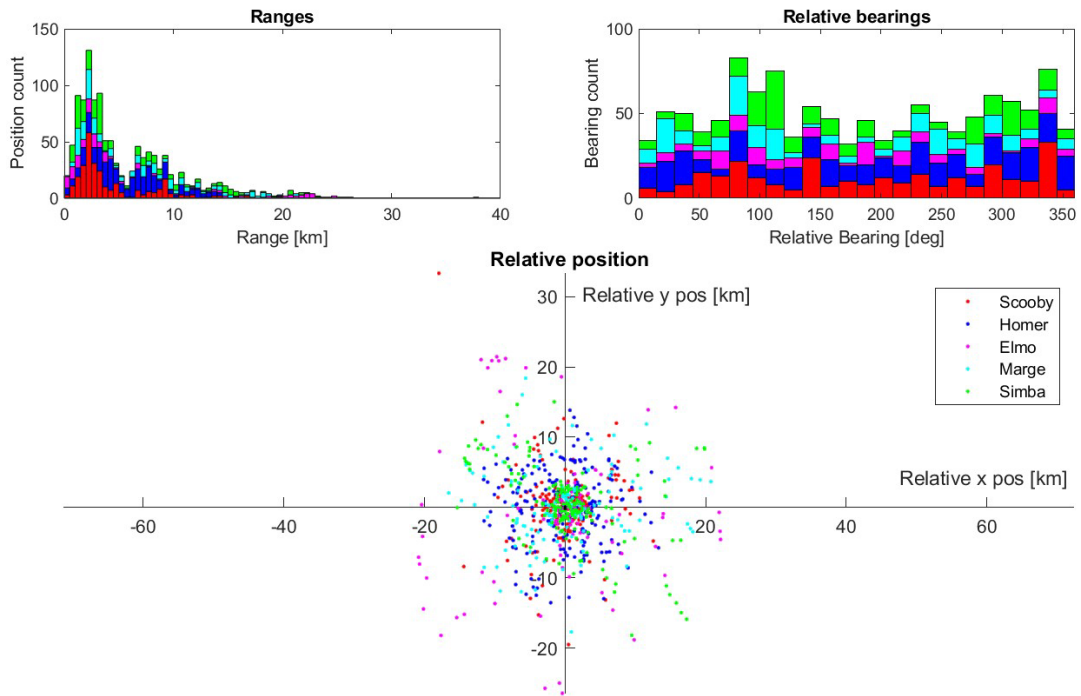 Ranges
150
100
50
0
Position count
0 10 20 30 40
Range [km]
Relative bearings
100
50
0
Bearing count
0 50 100 150 200 250 300 350
Relative Bearing [deg]
Relative position
Relative y pos [km]
30
20
10
-10
-20
Relative x pos [km]
-60 -40 -20 20 40 60
Scooby
Homer
Elmo
Marge
Simba